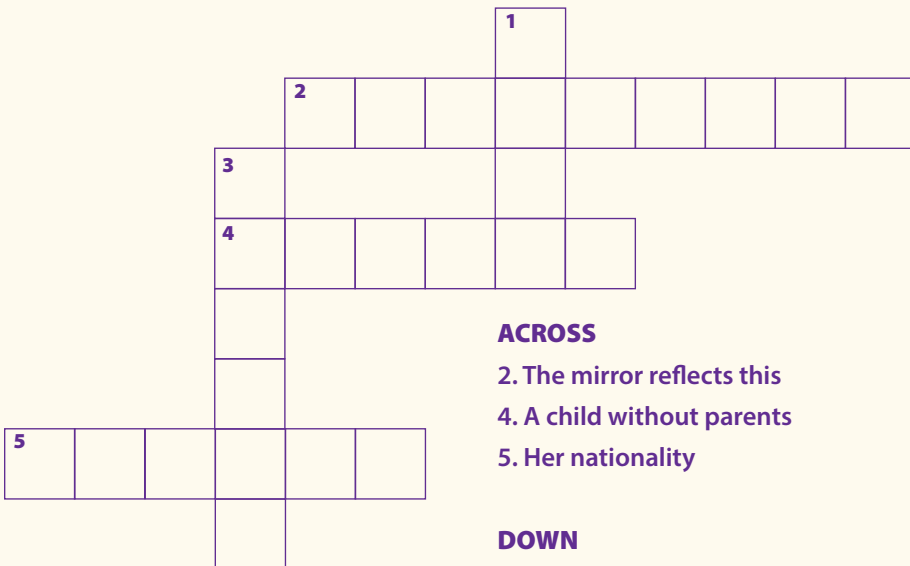 1
2
3
4
5
ACROSS
2. The mirror reflects this
4. A child without parents
5. Her nationality
DOWN